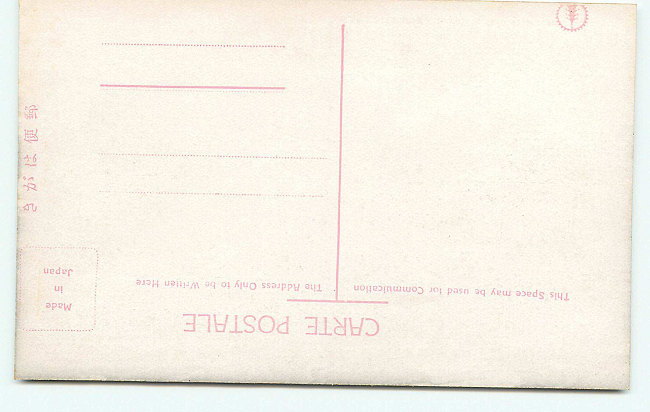 CARTE POSTALE
This Space may be used for Commuication
The Address Only to be Written Here
Made
in
Japan
郵便はがき